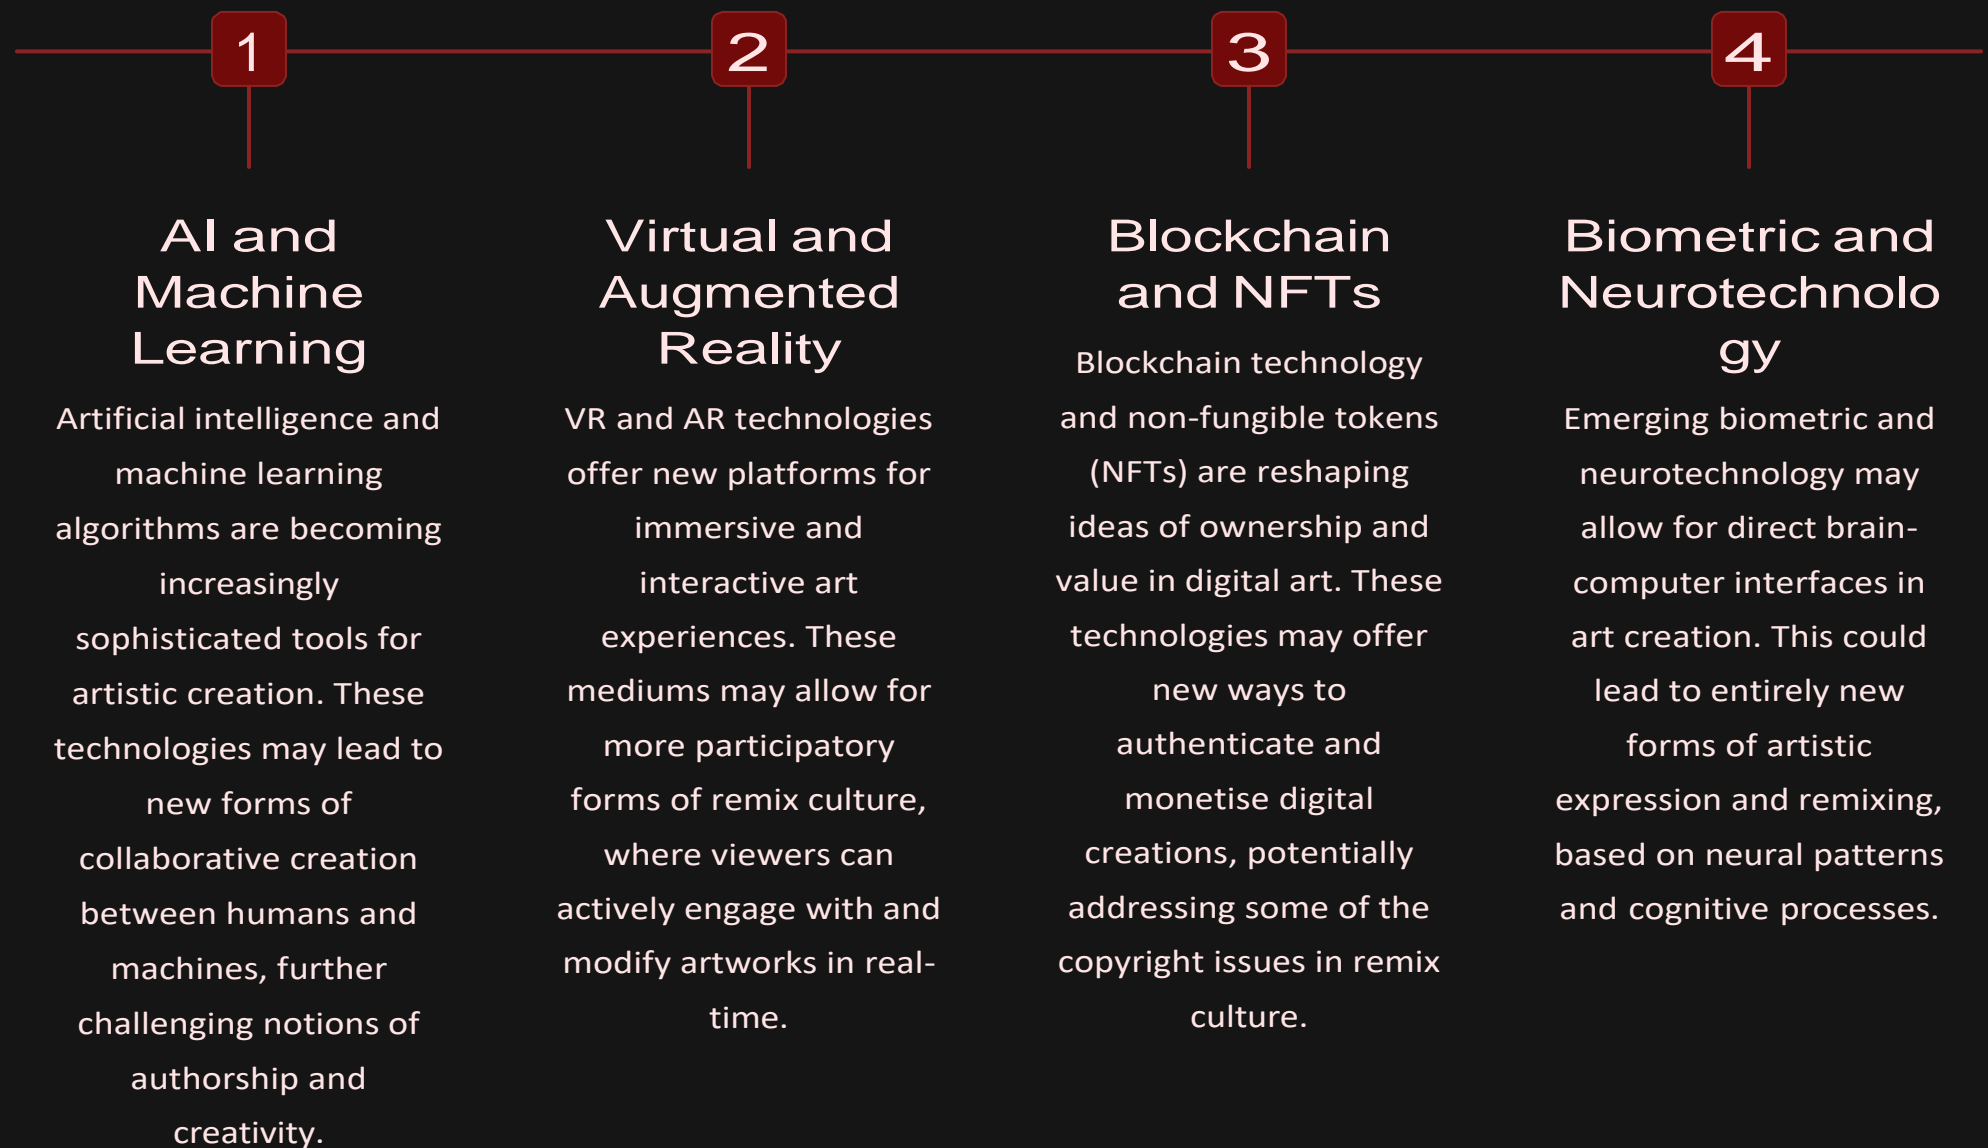 1
AI and
Machine
Learning
Artificial intelligence and
machine learning
algorithms are becoming
increasingly
sophisticated tools for
artistic creation. These
technologies may lead to
new forms of
collaborative creation
between humans and
machines, further
challenging notions of
authorship and
creativity.
2
Virtual and
Augmented
Reality
VR and AR technologies
offer new platforms for
immersive and
interactive art
experiences. These
mediums may allow for
more participatory
forms of remix culture,
where viewers can
actively engage with and
modify artworks in real-
time.
3
Blockchain
and NFTs
Blockchain technology
and non-fungible tokens
(NFTs) are reshaping
ideas of ownership and
value in digital art. These
technologies may offer
new ways to
authenticate and
monetise digital
creations, potentially
addressing some of the
copyright issues in remix
culture.
4
Biometric and
Neurotechnolo
gy
Emerging biometric and
neurotechnology may
allow for direct brain-
computer interfaces in
art creation. This could
lead to entirely new
forms of artistic
expression and remixing,
based on neural patterns
and cognitive processes.